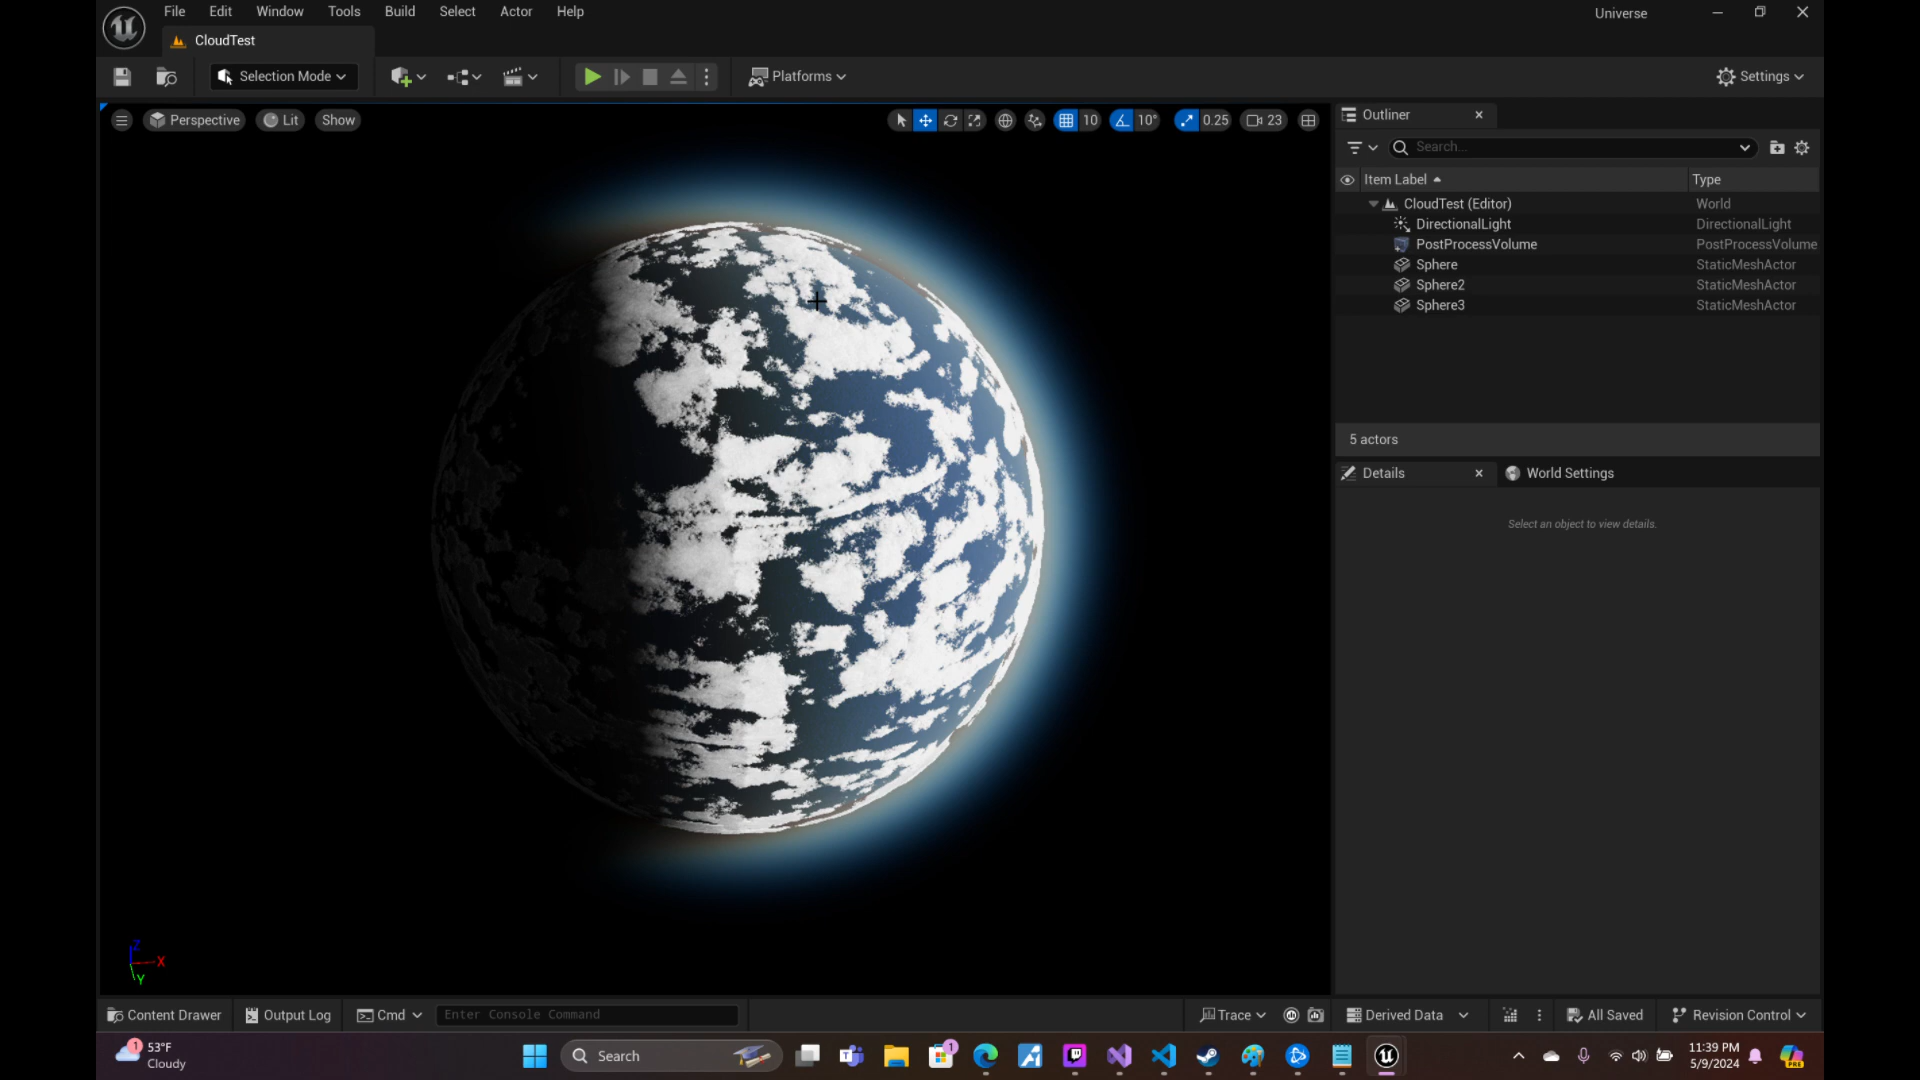 File Edit Window Tools Build Select Actor Help
Universe
CloudTest
Selection Mode
Platforms
Settings
Perspective Lit Show
10 10° 0.25 23
Outliner
Search...
Item Label Type
CloudTest (Editor) World
DirectionalLight DirectionalLight
PostProcessVolume PostProcessVolume
Sphere StaticMeshActor
Sphere2 StaticMeshActor
Sphere3 StaticMeshActor
5 actors
Details World Settings
Select an object to view details.
Z
X
Y
Content Drawer Output Log Cmd Enter Console Command Trace Derived Data All Saved Revision Control
1 53°F
Cloudy
Search
1
PRE
11:39 PM
5/9/2024